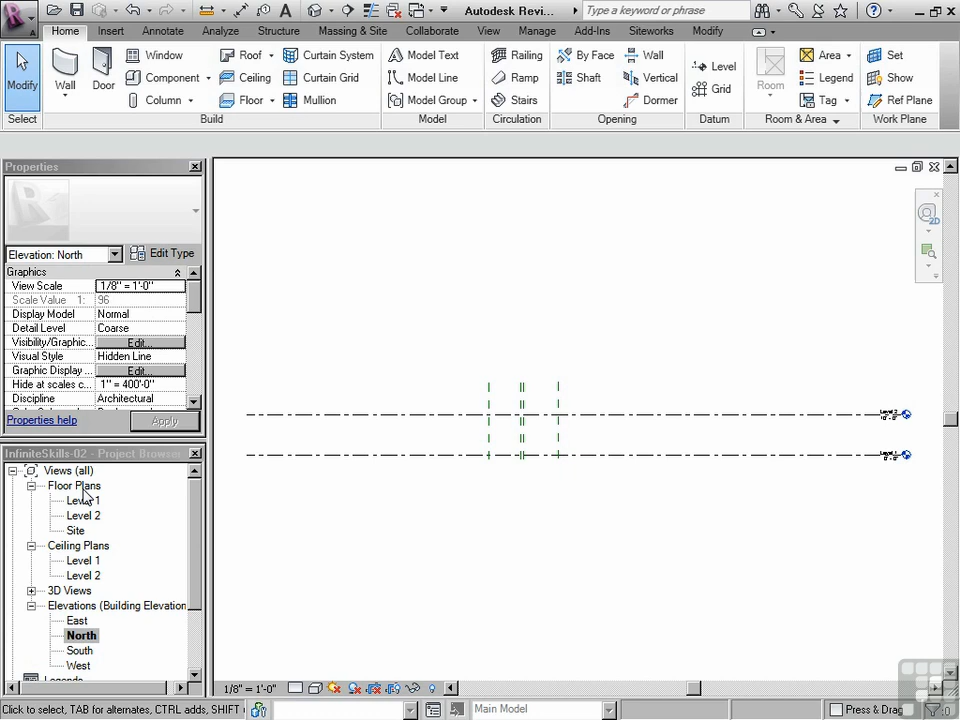 Autodesk Revi... Type a keyword or phrase
Home Insert Annotate Analyze Structure Massing & Site Collaborate View Manage Add-Ins Siteworks Modify
Modify Wall Door Window Roof Curtain System Model Text Railing By Face Wall Level Room Area Set
Component Ceiling Curtain Grid Model Line Ramp Shaft Vertical Grid Legend Show
Column Floor Mullion Model Group Stairs Dormer Tag Ref Plane
Select Build Model Circulation Opening Datum Room & Area Work Plane
Properties
Elevation: North Edit Type
Graphics
View Scale 1/8" = 1'-0"
Scale Value 1: 96
Display Model Normal
Detail Level Coarse
Visibility/Graphic... Edit...
Visual Style Hidden Line
Graphic Display ... Edit...
Hide at scales c... 1" = 400'-0"
Discipline Architectural
Properties help Apply
InfiniteSkills-02 - Project Browser
Views (all)
Floor Plans
Level 1
Level 2
Site
Ceiling Plans
Level 1
Level 2
3D Views
Elevations (Building Elevation
East
North
South
West
2D
Level 2
Level 1
1/8" = 1'-0"
Click to select, TAB for alternates, CTRL adds, SHIFT Main Model Press & Drag :0